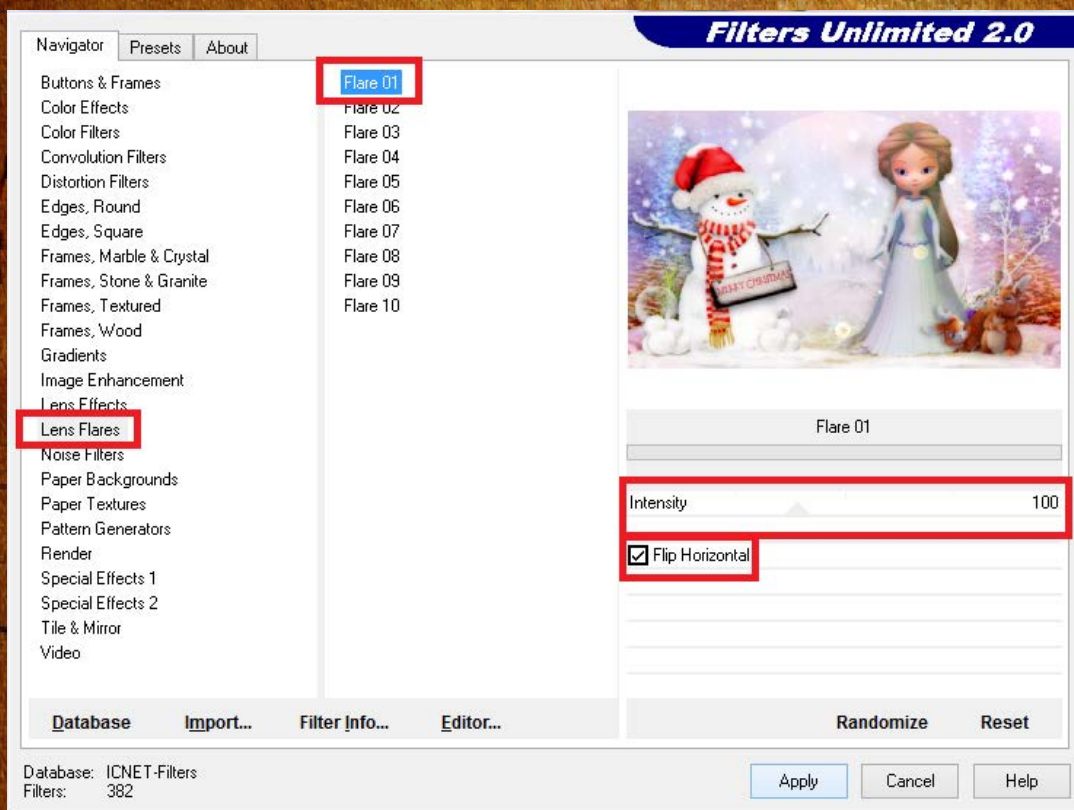 Filters Unlimited 2.0
Navigator
Presets
About
Buttons & Frames
Color Effects
Color Filters
Convolution Filters
Distortion Filters
Edges, Round
Edges, Square
Frames, Marble & Crystal
Frames, Stone & Granite
Frames, Textured
Frames, Wood
Gradients
Image Enhancement
Lens Effects
Lens Flares
Noise Filters
Paper Backgrounds
Paper Textures
Pattern Generators
Render
Special Effects 1
Special Effects 2
Tile & Mirror
Video
Flare 01
Flare 02
Flare 03
Flare 04
Flare 05
Flare 06
Flare 07
Flare 08
Flare 09
Flare 10
MERRY CHRISTMAS
Flare 01
Intensity 100
Flip Horizontal
Database Import... Filter Info... Editor...
Randomize Reset
Database: ICNET-Filters
Filters: 382
Apply Cancel Help